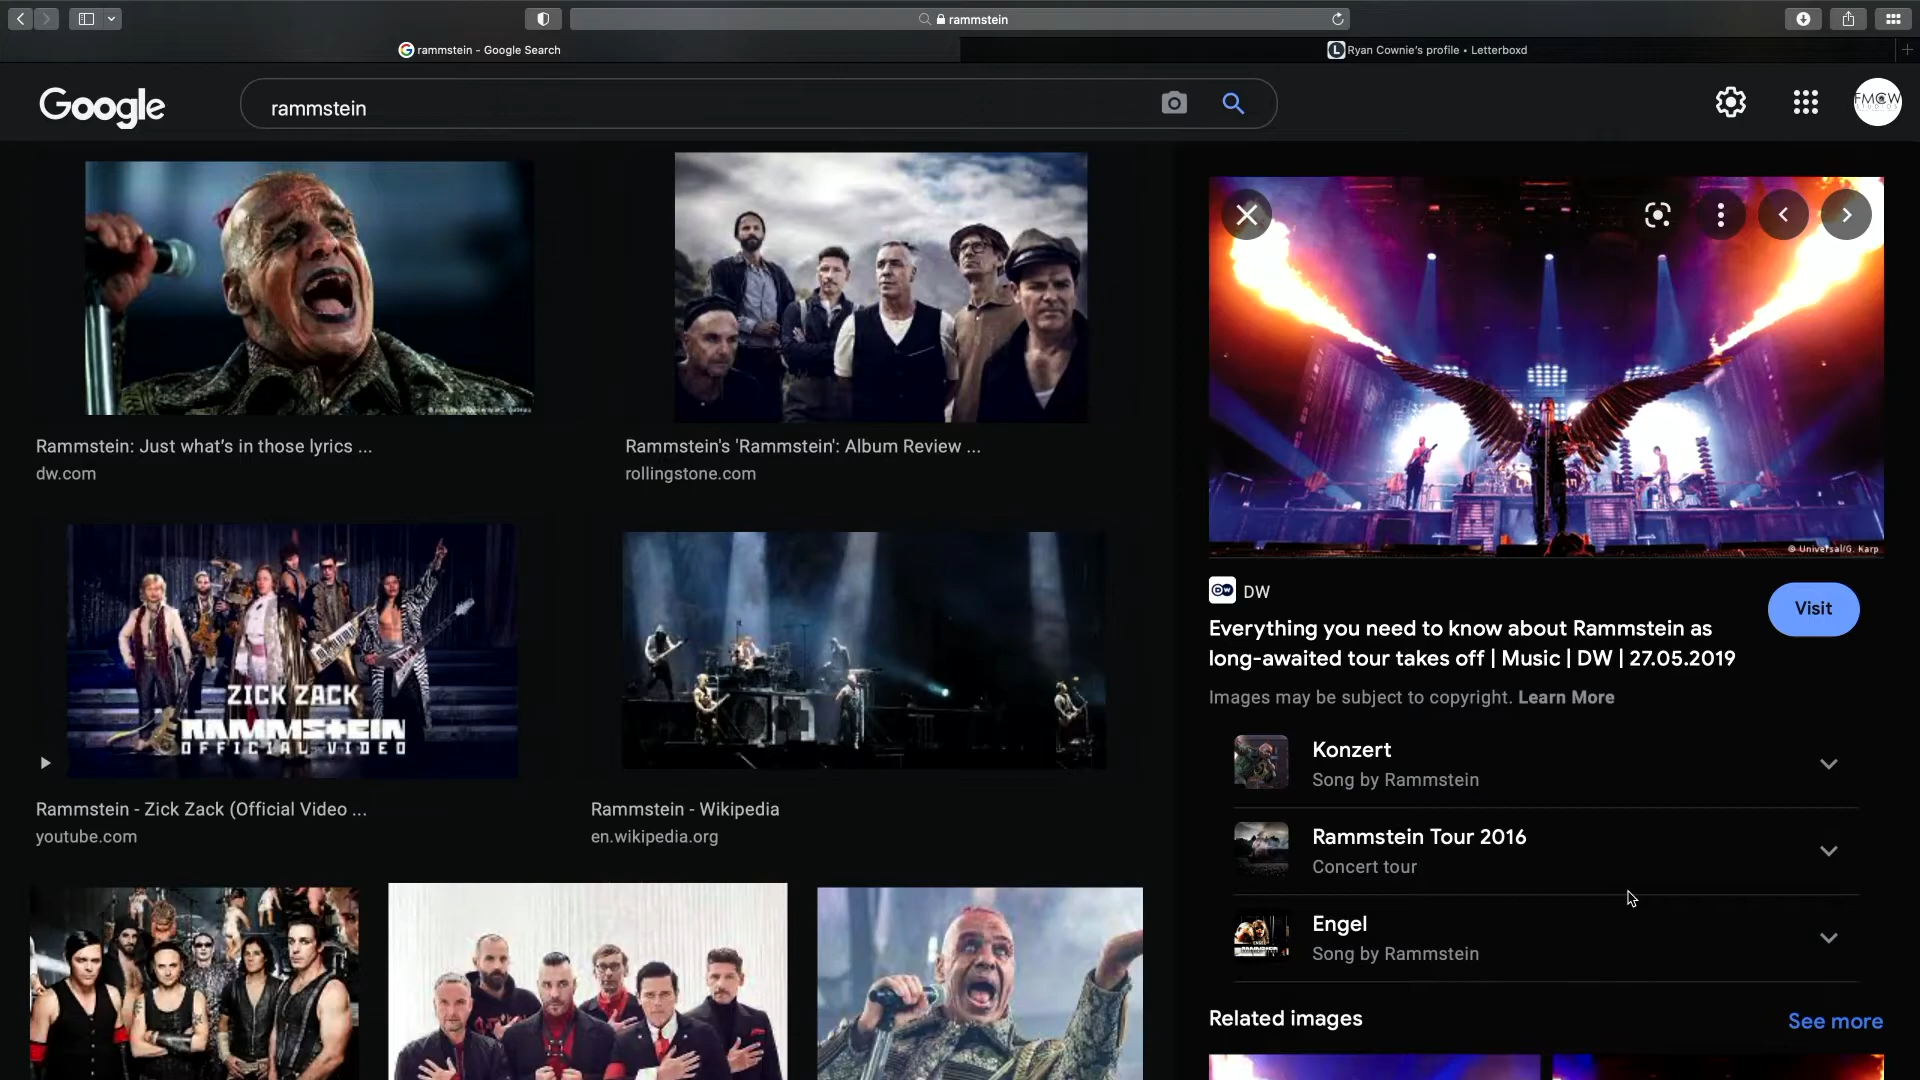 rammstein
rammstein - Google Search
Ryan Cownie's profile • Letterboxd
Google
rammstein
FMCW
Rammstein: Just what's in those lyrics ...
dw.com
Rammstein's 'Rammstein': Album Review ...
rollingstone.com
© Universal/G. Karp
DW
Visit
Everything you need to know about Rammstein as
long-awaited tour takes off | Music | DW | 27.05.2019
Images may be subject to copyright. Learn More
ZICK ZACK
RAMMSTEIN
OFFICIAL VIDEO
Rammstein - Zick Zack (Official Video ...
youtube.com
Rammstein - Wikipedia
en.wikipedia.org
Konzert
Song by Rammstein
Rammstein Tour 2016
Concert tour
Engel
Song by Rammstein
Related images
See more